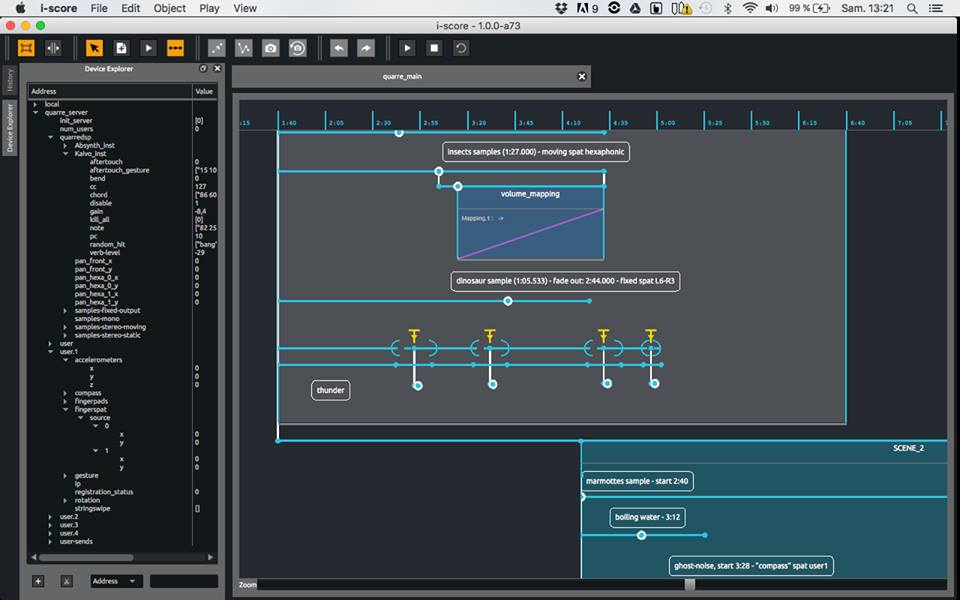 i-score File Edit Object Play View
9 99 % Sam. 13:21
i-score - 1.0.0-a73
Device Explorer
History
Device Explorer
Address Value
local
quarre_server
init_server [0]
num_users 0
quarredsp
Absynth_inst
Kaivo_inst
aftertouch 0
aftertouch_gesture ["15 10
bend 0
cc 127
chord ["86 60
disable 1
gain -8,4
kill_all [0]
note ["82 25
pc 10
random_hit ["bang"
verb-level -29
pan_front_x 0
pan_front_y 0
pan_hexa_0_x 0
pan_hexa_0_y 0
pan_hexa_1_x 0
pan_hexa_1_y 0
samples-fixed-output
samples-mono
samples-stereo-moving
samples-stereo-static
user
user.1
accelerometers
x 0
y 0
z 0
compass
fingerpads
fingerspat
source
0
x 0
y 0
1
x 0
y 0
gesture
ip
registration_status 0
rotation
stringswipe []
user.2
user.3
user.4
user-sends
Address
quarre_main
:15 1:40 2:05 2:30 2:55 3:20 3:45 4:10 4:35 5:00 5:25 5:50 6:15 6:40 7:05
insects samples (1:27.000) - moving spat hexaphonic
volume_mapping
Mapping.1 : ->
dinosaur sample (1:05.533) - fade out: 2:44.000 - fixed spat L6-R3
thunder
SCENE_2
marmottes sample - start 2:40
boiling water - 3:12
ghost-noise, start 3:28 - "compass" spat user1
Zoom